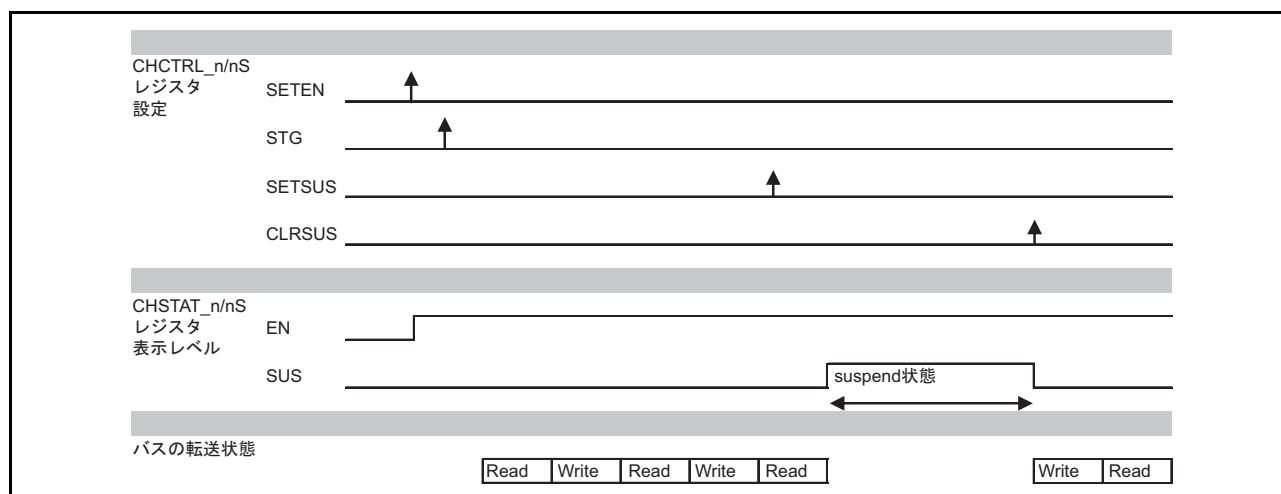 CHCTRL_n/nS
レジスタ
設定
SETEN
STG
SETSUS
CLRSUS
CHSTAT_n/nS
レジスタ
表示レベル
EN
SUS
suspend状態
バスの転送状態
Read Write Read Write Read Write Read